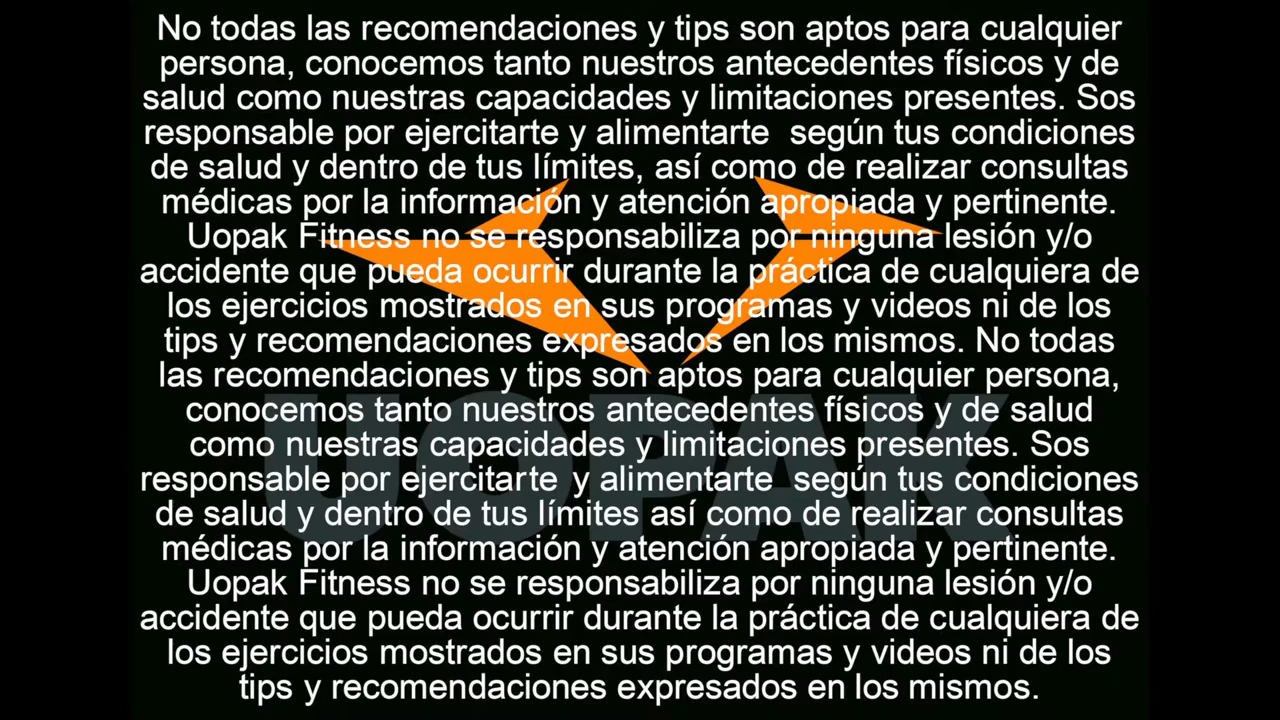 No todas las recomendaciones y tips son aptos para cualquier
persona, conocemos tanto nuestros antecedentes físicos y de
salud como nuestras capacidades y limitaciones presentes. Sos
responsable por ejercitarte y alimentarte  según tus condiciones
de salud y dentro de tus límites, así como de realizar consultas
médicas por la información y atención apropiada y pertinente.
Uopak Fitness no se responsabiliza por ninguna lesión y/o
accidente que pueda ocurrir durante la práctica de cualquiera de
los ejercicios mostrados en sus programas y videos ni de los
tips y recomendaciones expresados en los mismos. No todas
las recomendaciones y tips son aptos para cualquier persona,
conocemos tanto nuestros antecedentes físicos y de salud
como nuestras capacidades y limitaciones presentes. Sos
responsable por ejercitarte y alimentarte  según tus condiciones
de salud y dentro de tus límites así como de realizar consultas
médicas por la información y atención apropiada y pertinente.
Uopak Fitness no se responsabiliza por ninguna lesión y/o
accidente que pueda ocurrir durante la práctica de cualquiera de
los ejercicios mostrados en sus programas y videos ni de los
tips y recomendaciones expresados en los mismos.
UOPAK